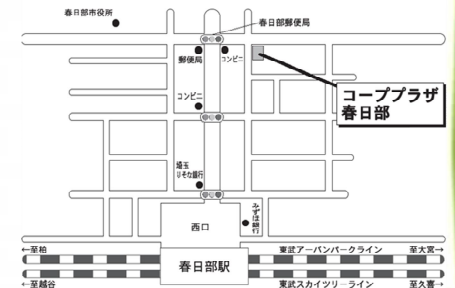 春日部市役所
春日部郵便局
郵便局
コンビニ
コーププラザ
春日部
コンビニ
埼玉
りそな銀行
みずほ銀行
西口
←至柏
東武アーバンパークライン
至大宮→
春日部駅
←至越谷
東武スカイツリーライン
至久喜→